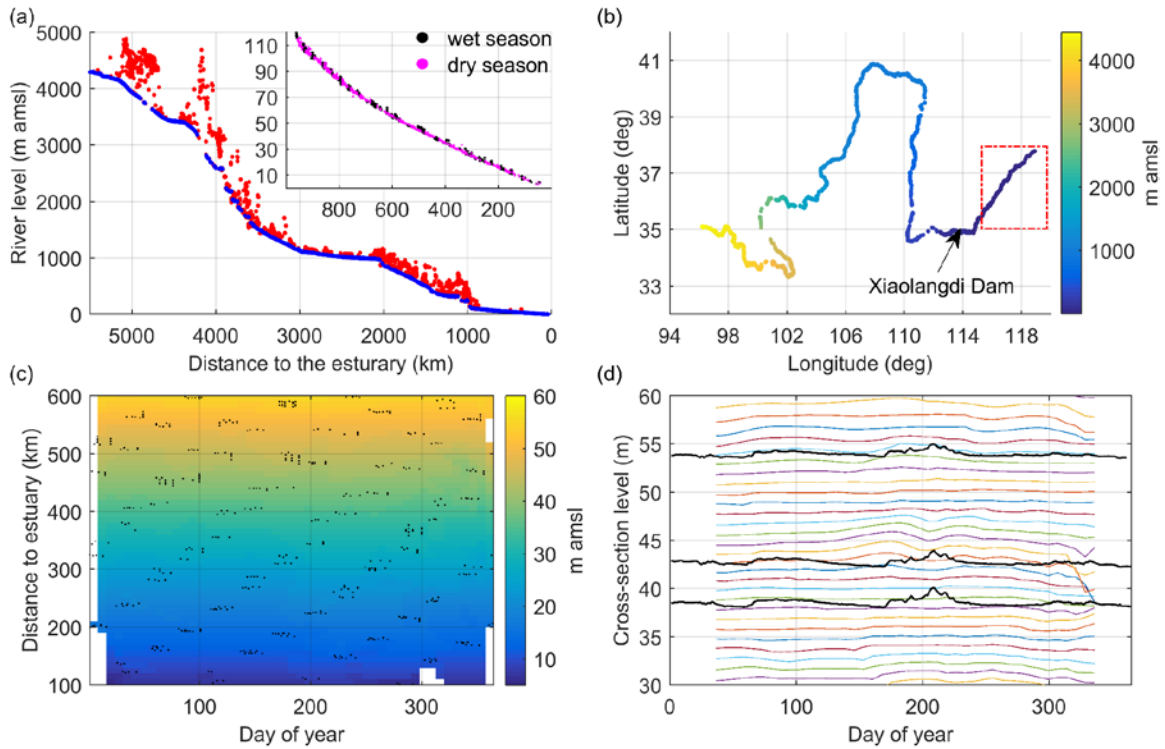 (a)
5000
4000
3000
2000
1000
0
River level (m amsl)
5000 4000 3000 2000 1000 0
Distance to the esturary (km)
110
90
70
50
30
10
800 600 400 200
wet season
dry season
(b)
41
39
37
35
33
Latitude (deg)
94 98 102 106 110 114 118
Longitude (deg)
Xiaolangdi Dam
4000
3000
2000
1000
m amsl
(c)
600
500
400
300
200
100
Distance to estuary (km)
100 200 300
Day of year
60
50
40
30
20
10
m amsl
(d)
60
55
50
45
40
35
30
Cross-section level (m)
0 100 200 300
Day of year